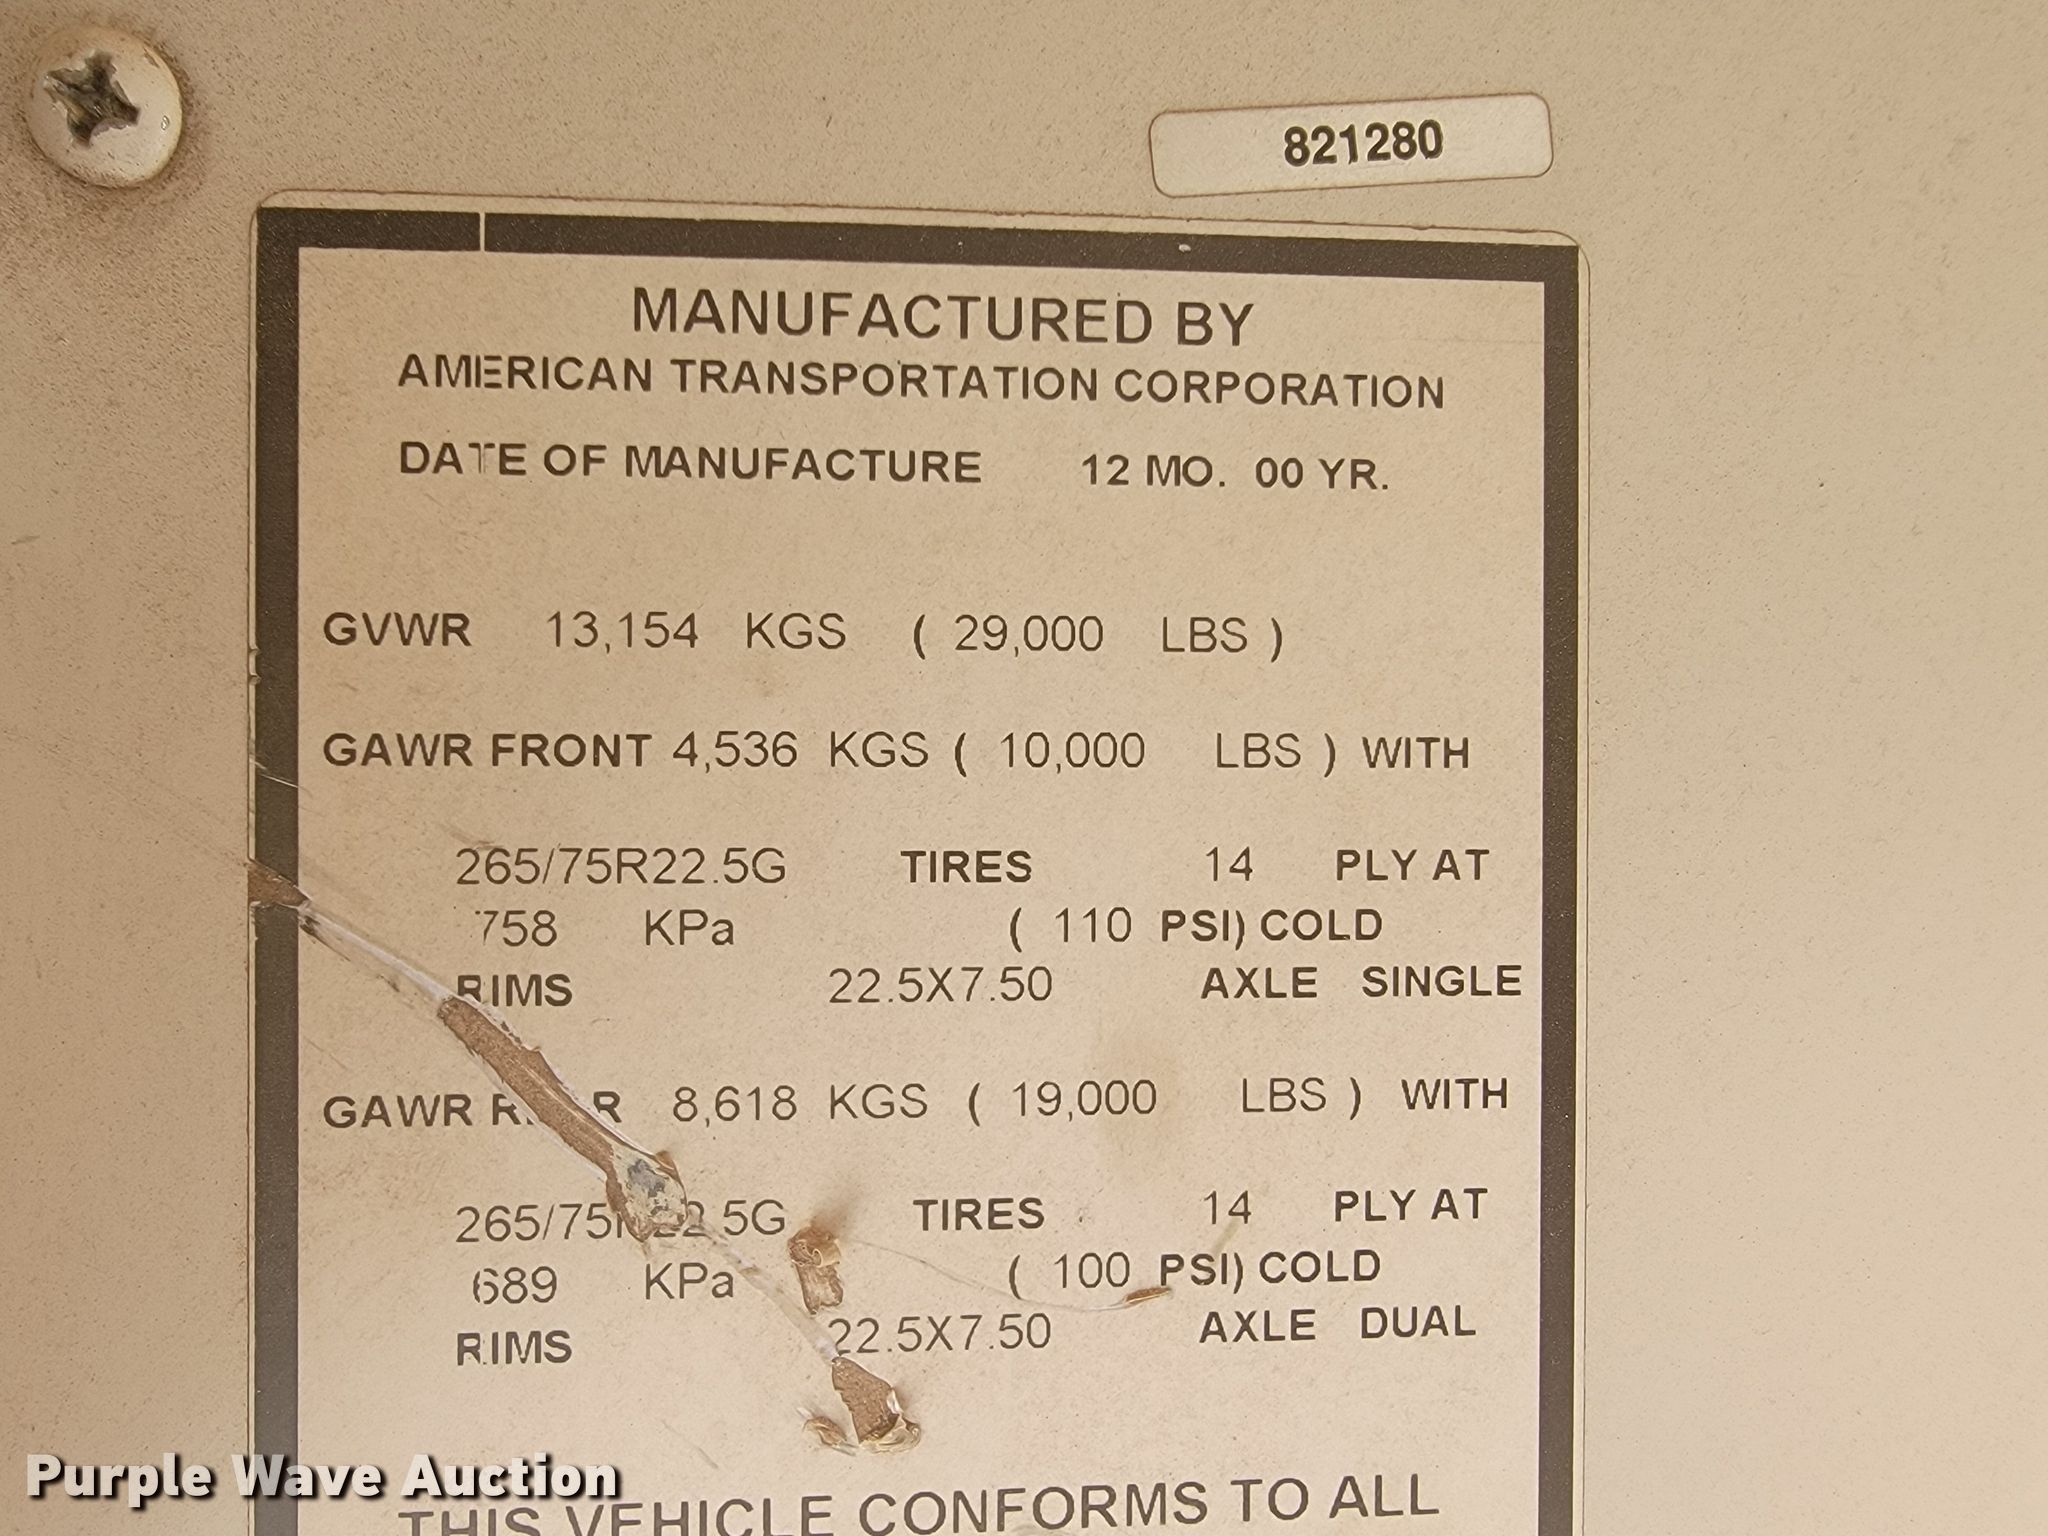 821280
MANUFACTURED BY
AMERICAN TRANSPORTATION CORPORATION
DATE OF MANUFACTURE 12 MO. 00 YR.
GVWR 13,154 KGS ( 29,000 LBS )
GAWR FRONT 4,536 KGS ( 10,000 LBS ) WITH
265/75R22.5G TIRES 14 PLY AT
758 KPa ( 110 PSI) COLD
RIMS 22.5X7.50 AXLE SINGLE
GAWR REAR 8,618 KGS ( 19,000 LBS ) WITH
265/75R22.5G TIRES 14 PLY AT
689 KPa ( 100 PSI) COLD
RIMS 22.5X7.50 AXLE DUAL
THIS VEHICLE CONFORMS TO ALL
Purple Wave Auction